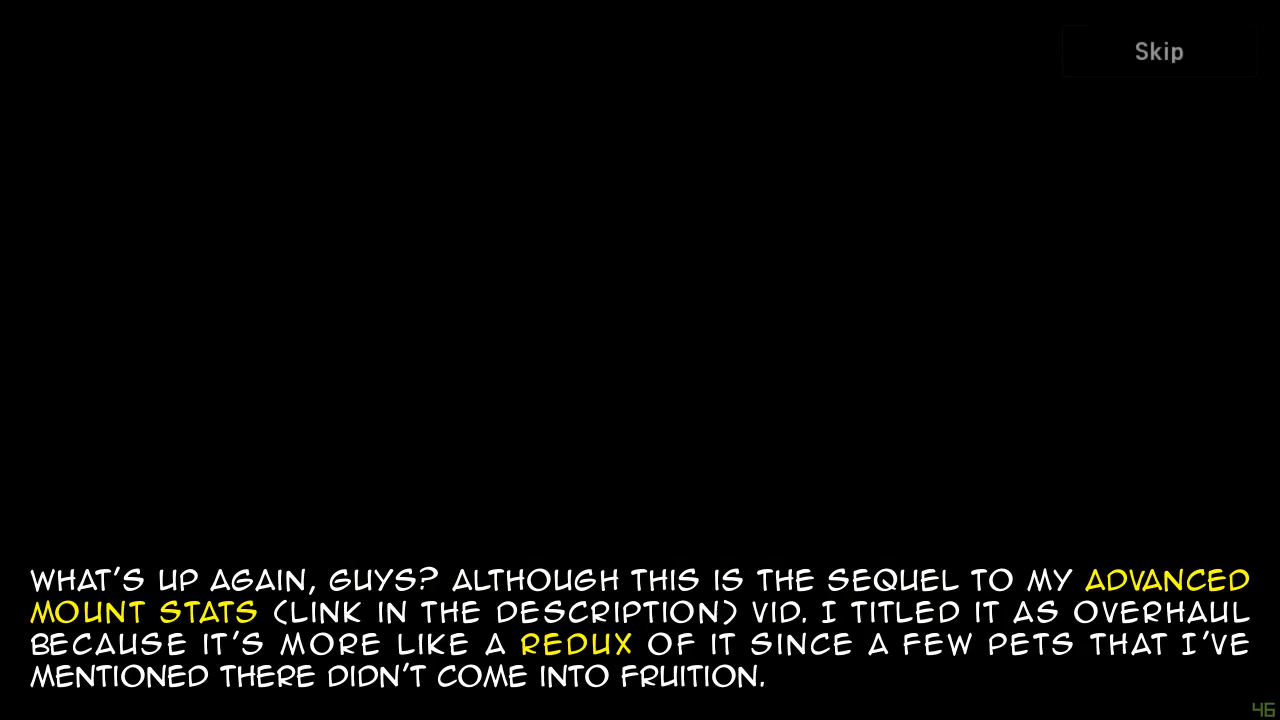 Skip
WHAT'S UP AGAIN, GUYS? ALTHOUGH THIS IS THE SEQUEL TO MY ADVANCED
MOUNT STATS (LINK IN THE DESCRIPTION) VID. I TITLED IT AS OVERHAUL
BECAUSE IT'S MORE LIKE A REDUX OF IT SINCE A FEW PETS THAT I'VE
MENTIONED THERE DIDN'T COME INTO FRUITION.
46